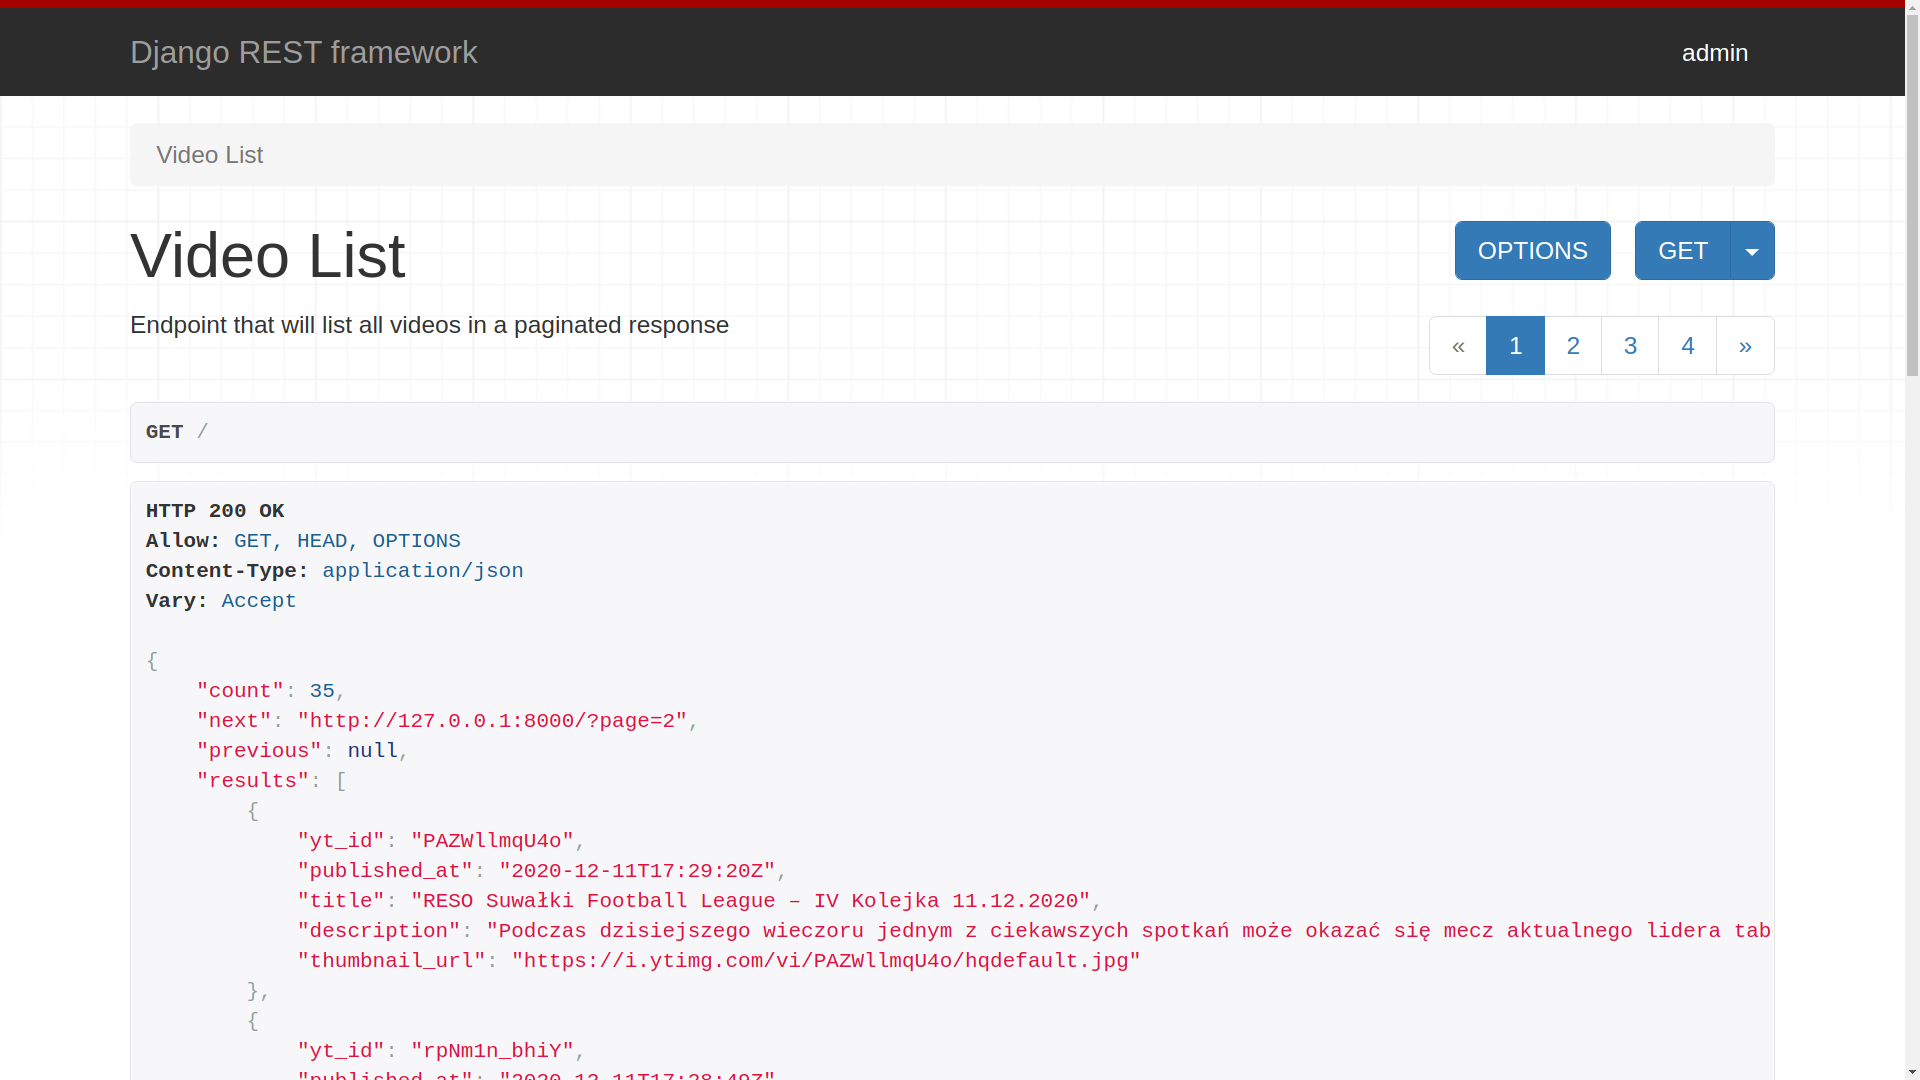 Django REST framework
admin
Video List
Video List
OPTIONS
GET
Endpoint that will list all videos in a paginated response
« 1 2 3 4 »
GET /
HTTP 200 OK
Allow: GET, HEAD, OPTIONS
Content-Type: application/json
Vary: Accept
{
"count": 35,
"next": "http://127.0.0.1:8000/?page=2",
"previous": null,
"results": [
{
"yt_id": "PAZWllmqU4o",
"published_at": "2020-12-11T17:29:20Z",
"title": "RESO Suwałki Football League – IV Kolejka 11.12.2020",
"description": "Podczas dzisiejszego wieczoru jednym z ciekawszych spotkań może okazać się mecz aktualnego lidera tab
"thumbnail_url": "https://i.ytimg.com/vi/PAZWllmqU4o/hqdefault.jpg"
},
{
"yt_id": "rpNm1n_bhiY",
"published_at": "2020-12-11T17:28:49Z"